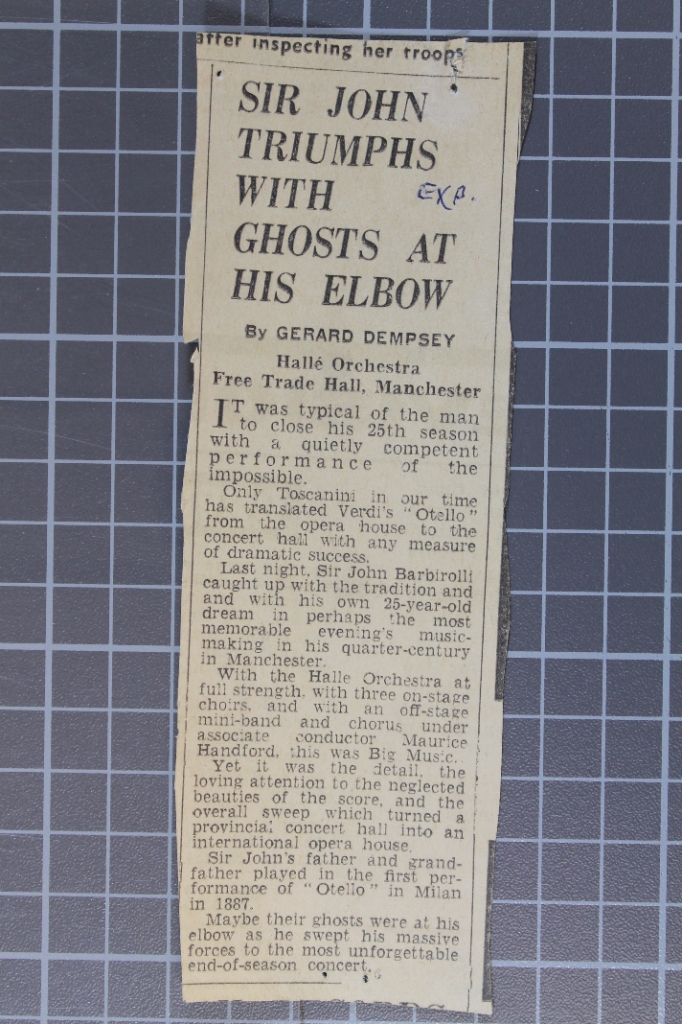 after inspecting her troops
SIR JOHN
TRIUMPHS
WITH
EXP.
GHOSTS AT
HIS ELBOW
By GERARD DEMPSEY
Hallé Orchestra
Free Trade Hall, Manchester
IT was typical of the man
to close his 25th season
with a quietly competent
performance of the
impossible.
Only Toscanini in our time
has translated Verdi's "Otello"
from the opera house to the
concert hall with any measure
of dramatic success.
Last night, Sir John Barbirolli
caught up with the tradition and
and with his own 25-year-old
dream in perhaps the most
memorable evening's music-
making in his quarter-century
in Manchester.
With the Halle Orchestra at
full strength, with three on-stage
choirs, and with an off-stage
mini-band and chorus under
associate conductor Maurice
Handford, this was Big Music.
Yet it was the detail, the
loving attention to the neglected
beauties of the score, and the
overall sweep which turned a
provincial concert hall into an
international opera house.
Sir John's father and grand-
father played in the first per-
formance of "Otello" in Milan
in 1887.
Maybe their ghosts were at his
elbow as he swept his massive
forces to the most unforgettable
end-of-season concert.